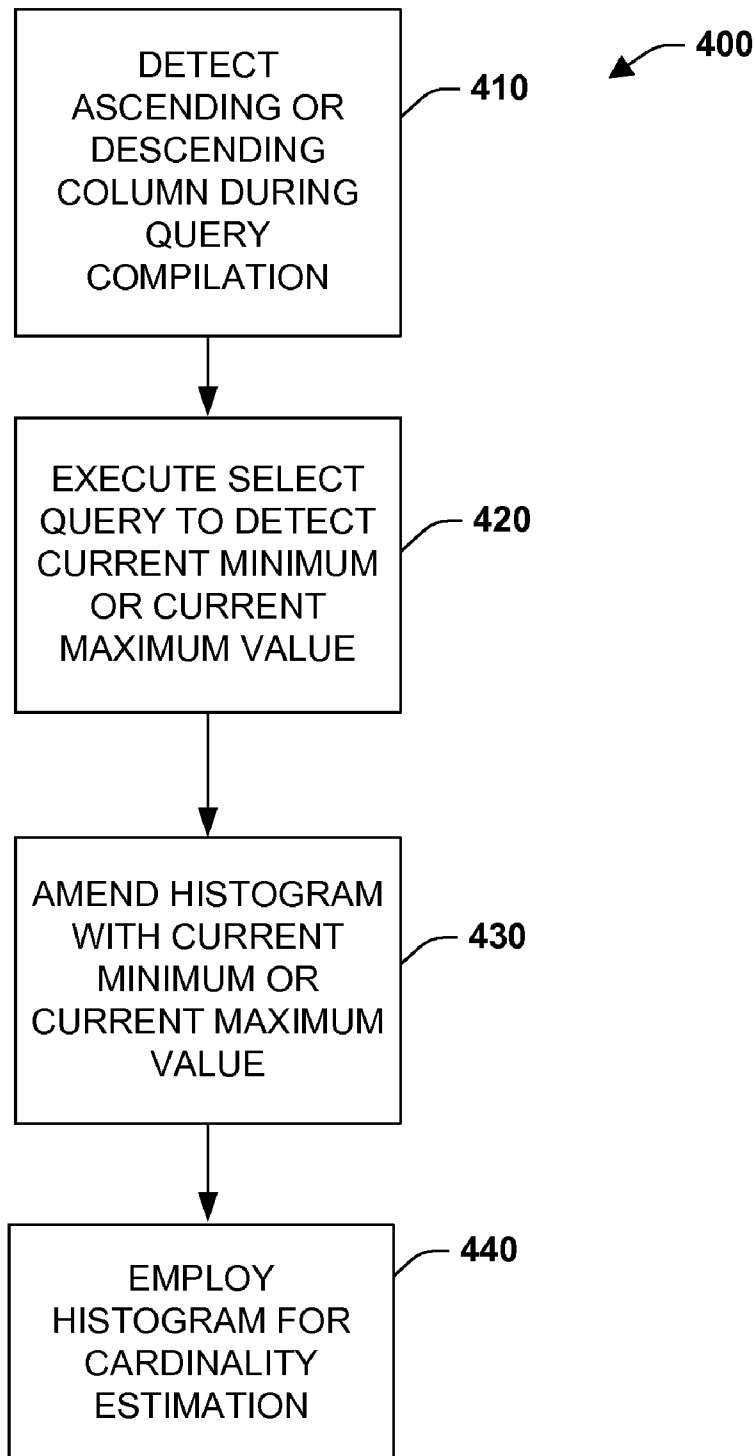 400
DETECT
ASCENDING OR
DESCENDING
COLUMN DURING
QUERY
COMPILATION
410
EXECUTE SELECT
QUERY TO DETECT
CURRENT MINIMUM
OR CURRENT
MAXIMUM VALUE
420
AMEND HISTOGRAM
WITH CURRENT
MINIMUM OR
CURRENT MAXIMUM
VALUE
430
EMPLOY
HISTOGRAM FOR
CARDINALITY
ESTIMATION
440